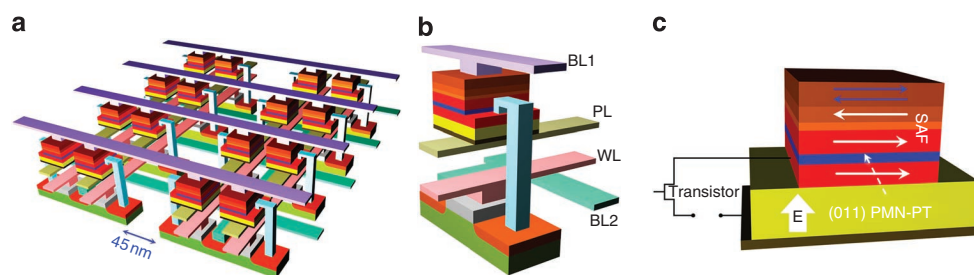 a
b
c
BL1
PL
WL
BL2
45 nm
SAF
Transistor
(011) PMN-PT
E